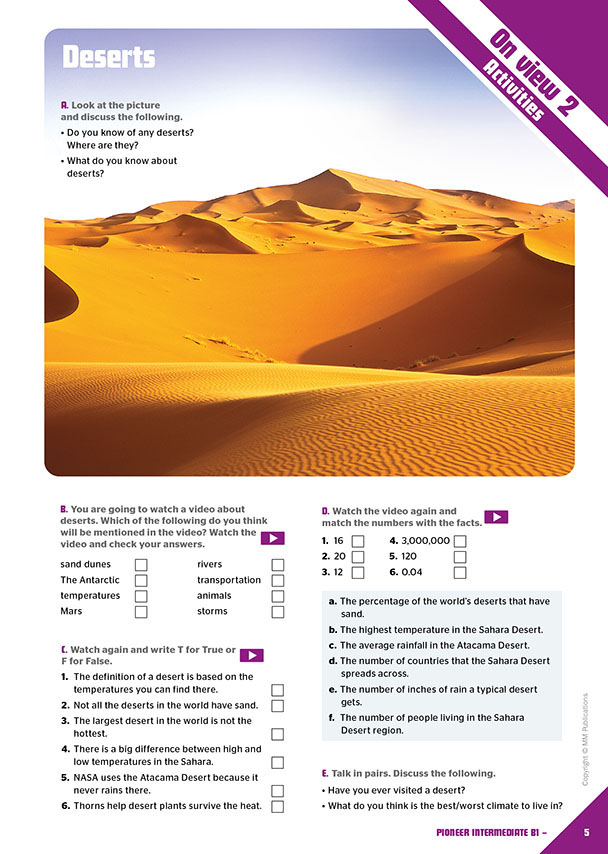 Deserts
On view 2
Activities
A. Look at the picture
and discuss the following.
• Do you know of any deserts?
Where are they?
• What do you know about
deserts?
B. You are going to watch a video about
deserts. Which of the following do you think
will be mentioned in the video? Watch the
video and check your answers.
sand dunes
The Antarctic
temperatures
Mars
rivers
transportation
animals
storms
C. Watch again and write T for True or
F for False.
1. The definition of a desert is based on the
temperatures you can find there.
2. Not all the deserts in the world have sand.
3. The largest desert in the world is not the
hottest.
4. There is a big difference between high and
low temperatures in the Sahara.
5. NASA uses the Atacama Desert because it
never rains there.
6. Thorns help desert plants survive the heat.
D. Watch the video again and
match the numbers with the facts.
1. 16
2. 20
3. 12
4. 3,000,000
5. 120
6. 0.04
a. The percentage of the world's deserts that have
sand.
b. The highest temperature in the Sahara Desert.
c. The average rainfall in the Atacama Desert.
d. The number of countries that the Sahara Desert
spreads across.
e. The number of inches of rain a typical desert
gets.
f. The number of people living in the Sahara
Desert region.
E. Talk in pairs. Discuss the following.
• Have you ever visited a desert?
• What do you think is the best/worst climate to live in?
Copyright © MM Publications
PIONEER INTERMEDIATE B1 – 5